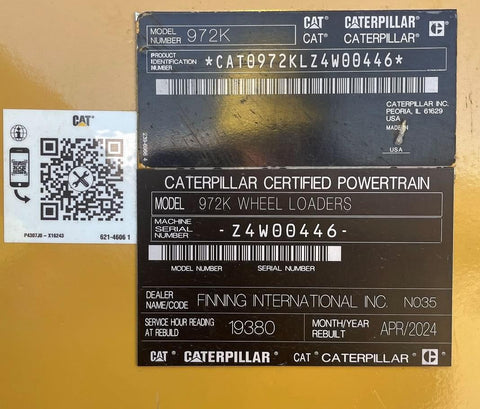 MODEL NUMBER 972K
CAT CATERPILLAR C
CAT CATERPILLAR C
PRODUCT IDENTIFICATION NUMBER *CAT0972KLZ4W00446*
CATERPILLAR INC.
PEORIA, IL 61629
USA
MADE IN
USA
CAT
P4307JB - X16243 621-4606 1
CATERPILLAR CERTIFIED POWERTRAIN
MODEL 972K WHEEL LOADERS
MACHINE SERIAL NUMBER -Z4W00446-
MODEL NUMBER SERIAL NUMBER
DEALER NAME/CODE FINNING INTERNATIONAL INC. N035
SERVICE HOUR READING AT REBUILD 19380 MONTH/YEAR REBUILT APR/2024
CAT CATERPILLAR CAT CATERPILLAR C